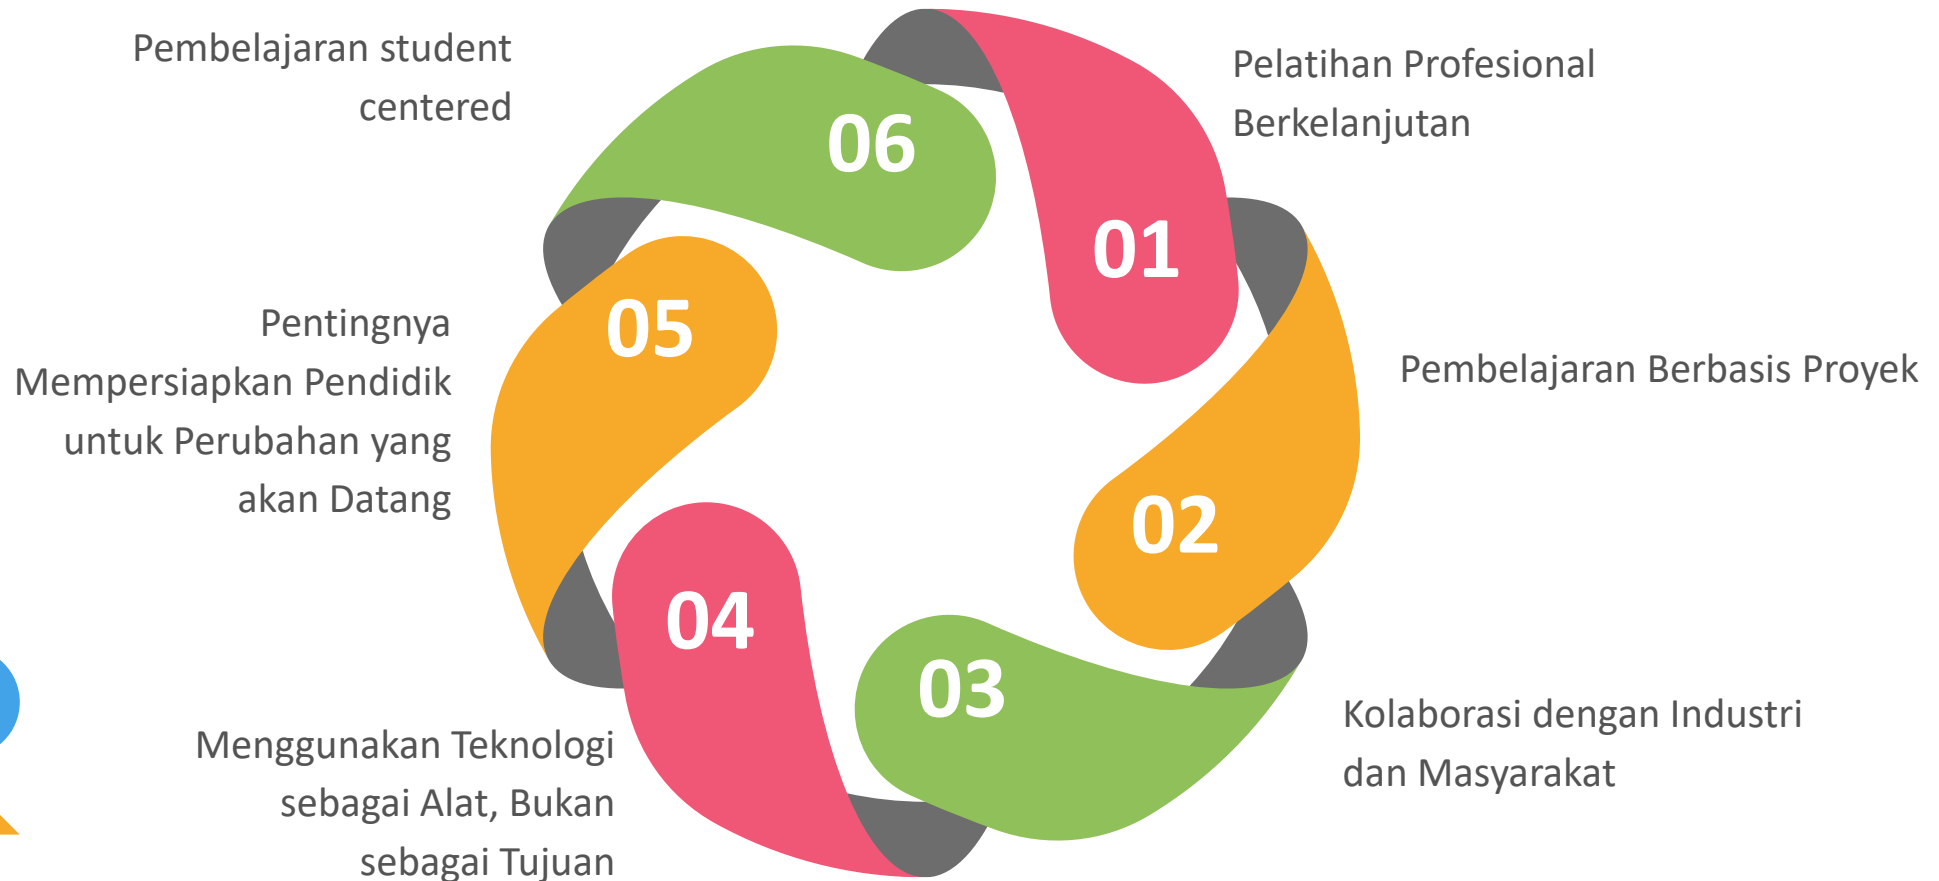 01
Pelatihan Profesional
Berkelanjutan
02
Pembelajaran Berbasis Proyek
03
Kolaborasi dengan Industri
dan Masyarakat
04
Menggunakan Teknologi
sebagai Alat, Bukan
sebagai Tujuan
05
Pentingnya
Mempersiapkan Pendidik
untuk Perubahan yang
akan Datang
06
Pembelajaran student
centered